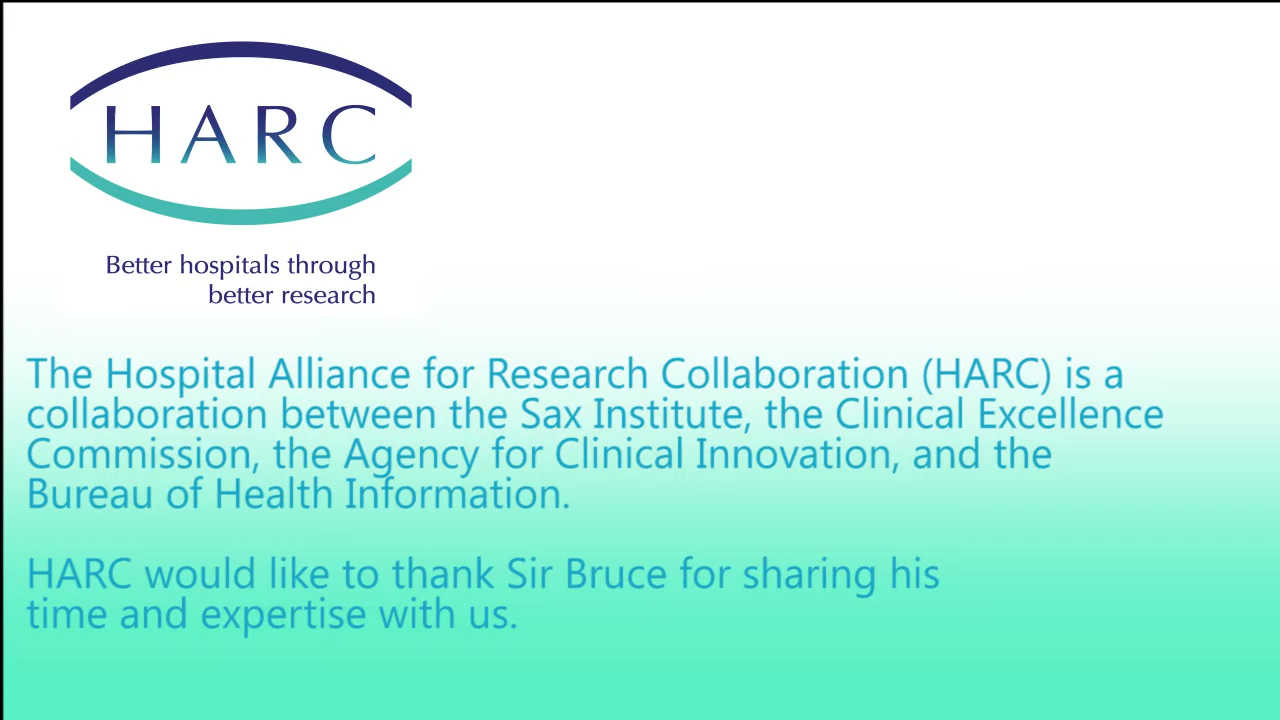 HARC
Better hospitals through
better research
The Hospital Alliance for Research Collaboration (HARC) is a
collaboration between the Sax Institute, the Clinical Excellence
Commission, the Agency for Clinical Innovation, and the
Bureau of Health Information.
HARC would like to thank Sir Bruce for sharing his
time and expertise with us.